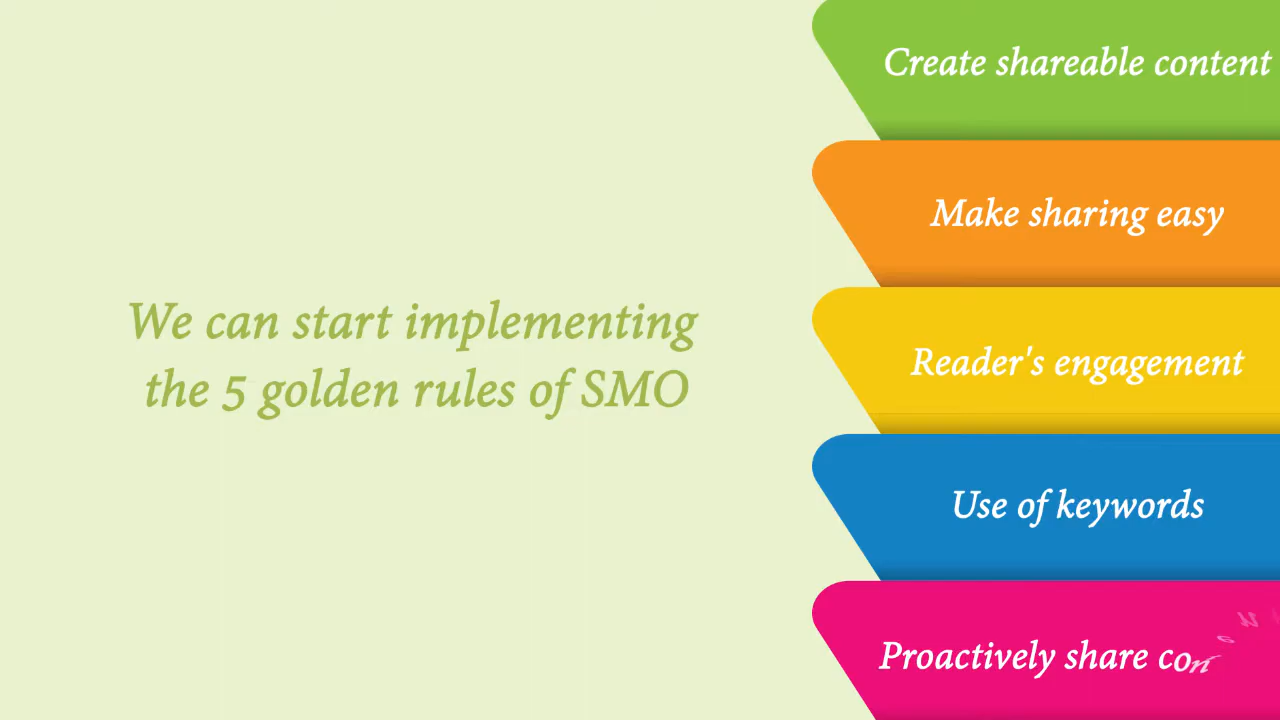 We can start implementing
the 5 golden rules of SMO
Create shareable content
Make sharing easy
Reader's engagement
Use of keywords
Proactively share